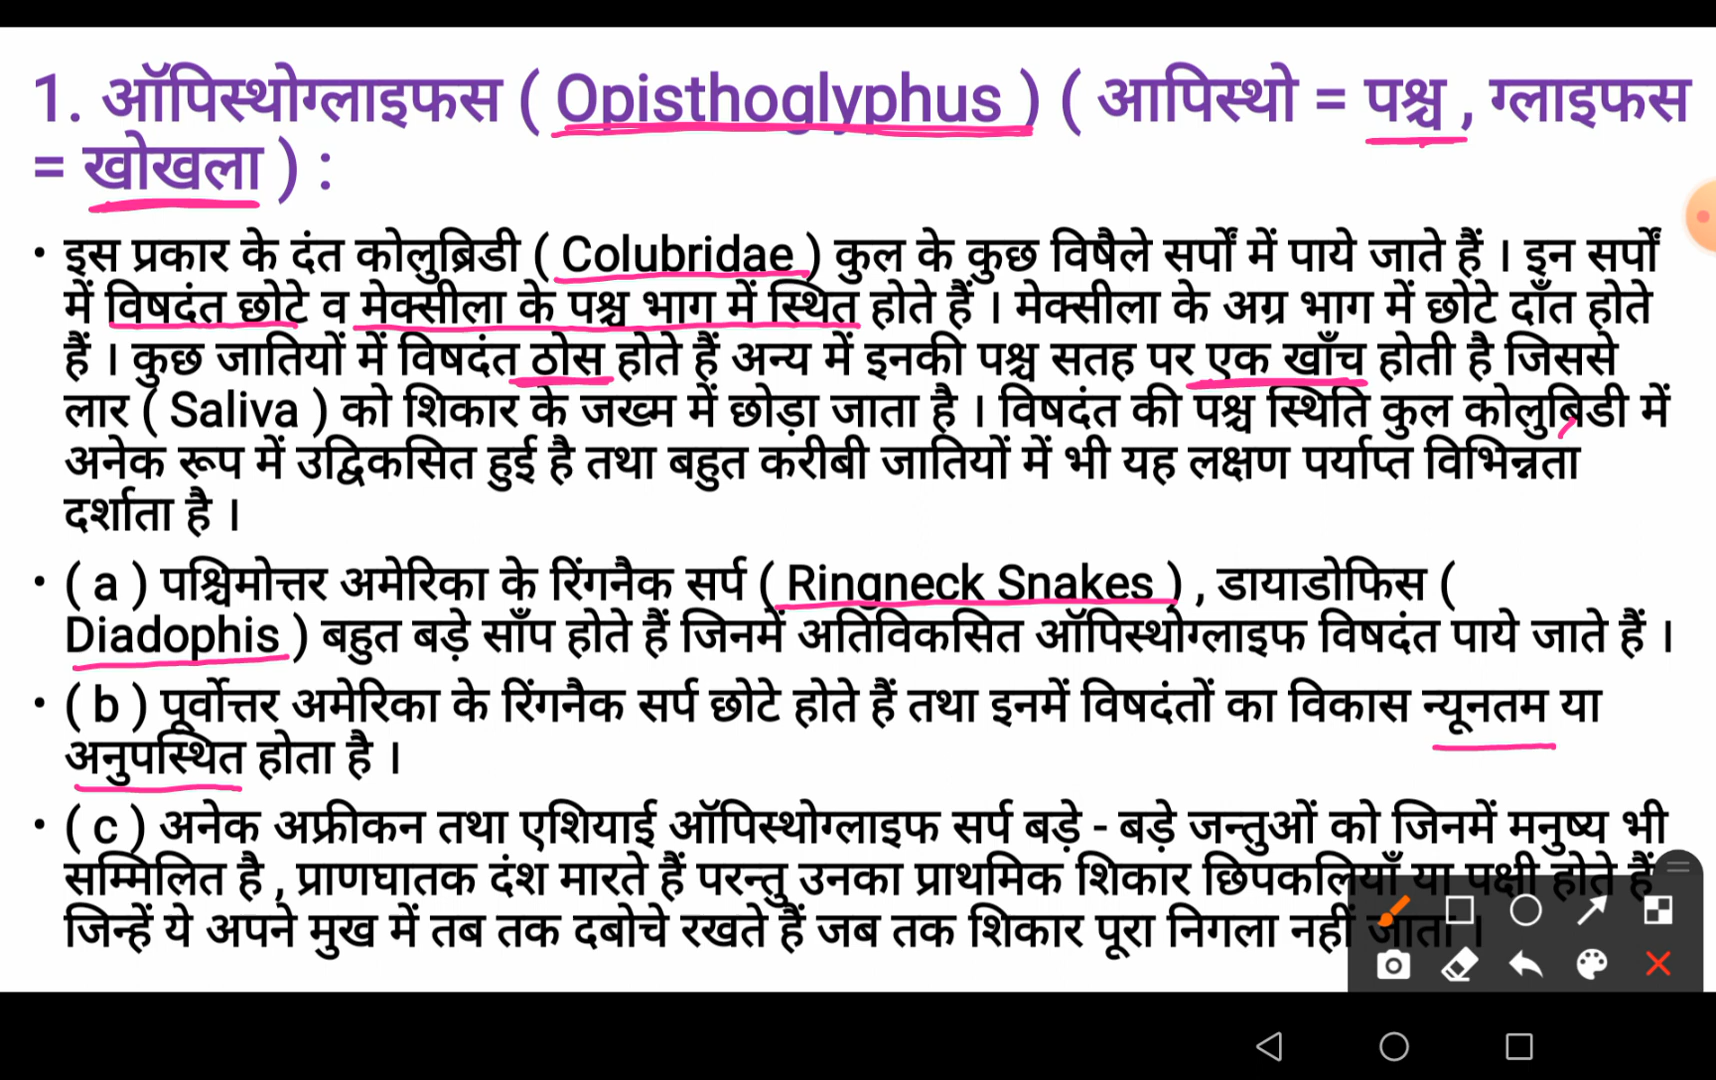 1. ऑपिस्थोग्लाइफस ( Opisthoglyphus ) ( आपिस्थो = पश्च , ग्लाइफस
= खोखला ) :
• इस प्रकार के दंत कोलुब्रिडी ( Colubridae ) कुल के कुछ विषैले सर्पों में पाये जाते हैं । इन सर्पों
में विषदंत छोटे व मेक्सीला के पश्च भाग में स्थित होते हैं । मेक्सीला के अग्र भाग में छोटे दाँत होते
हैं । कुछ जातियों में विषदंत ठोस होते हैं अन्य में इनकी पश्च सतह पर एक खाँच होती है जिससे
लार ( Saliva ) को शिकार के जख्म में छोड़ा जाता है । विषदंत की पश्च स्थिति कुल कोलुब्रिडी में
अनेक रूप में उद्विकसित हुई है तथा बहुत करीबी जातियों में भी यह लक्षण पर्याप्त विभिन्नता
दर्शाता है ।
• ( a ) पश्चिमोत्तर अमेरिका के रिंगनैक सर्प ( Ringneck Snakes ) , डायाडोफिस (
Diadophis ) बहुत बड़े साँप होते हैं जिनमें अतिविकसित ऑपिस्थोग्लाइफ विषदंत पाये जाते हैं ।
• ( b ) पूर्वोत्तर अमेरिका के रिंगनैक सर्प छोटे होते हैं तथा इनमें विषदंतों का विकास न्यूनतम या
अनुपस्थित होता है ।
• ( c ) अनेक अफ्रीकन तथा एशियाई ऑपिस्थोग्लाइफ सर्प बड़े - बड़े जन्तुओं को जिनमें मनुष्य भी
सम्मिलित है , प्राणघातक दंश मारते हैं परन्तु उनका प्राथमिक शिकार छिपकलियाँ या पक्षी होते हैं
जिन्हें ये अपने मुख में तब तक दबोचे रखते हैं जब तक शिकार पूरा निगला नहीं जाता ।